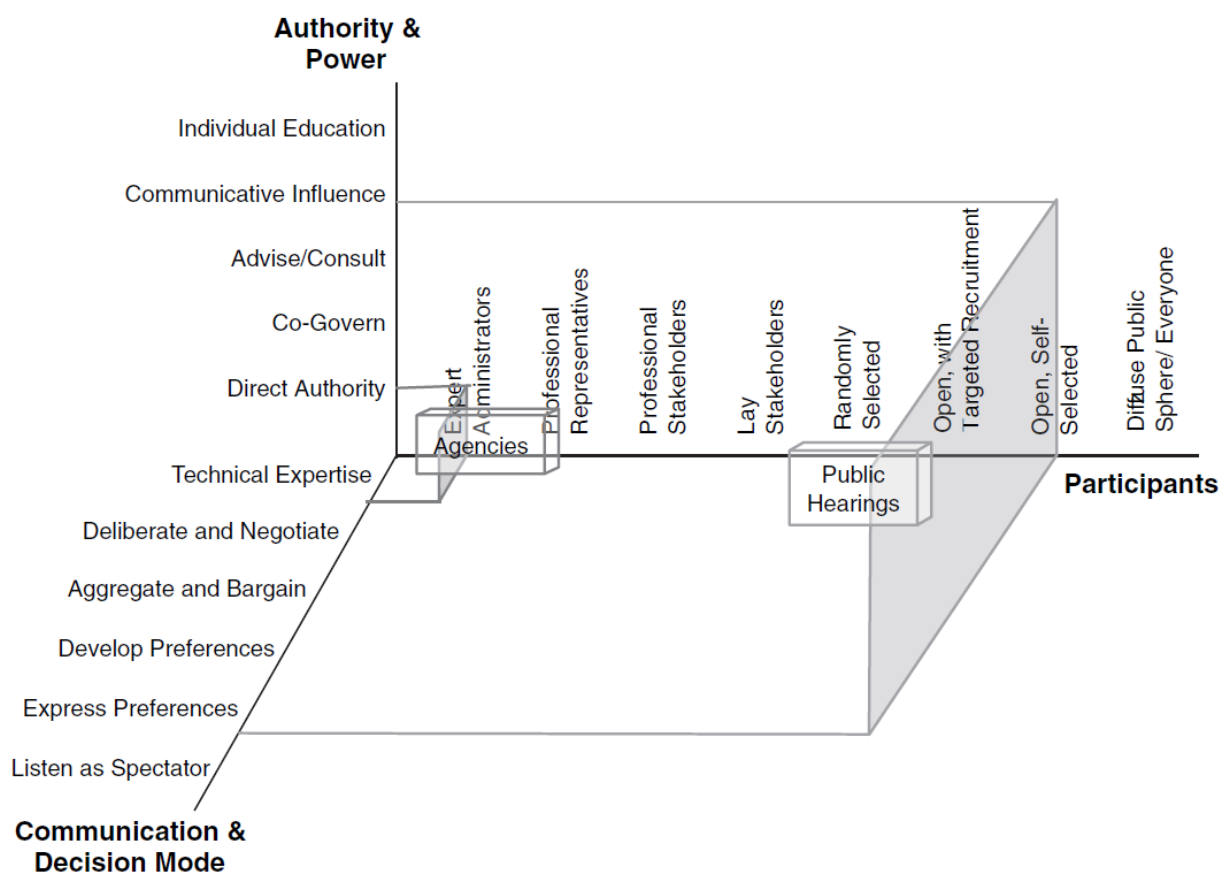 Authority &
Power
Individual Education
Communicative Influence
Advise/Consult
Co-Govern
Direct Authority
Expert
Administrators
Professional
Representatives
Professional
Stakeholders
Lay
Stakeholders
Randomly
Selected
Open, with
Targeted Recruitment
Open, Self-
Selected
Diffuse Public
Sphere/ Everyone
Agencies
Public
Hearings
Participants
Technical Expertise
Deliberate and Negotiate
Aggregate and Bargain
Develop Preferences
Express Preferences
Listen as Spectator
Communication &
Decision Mode